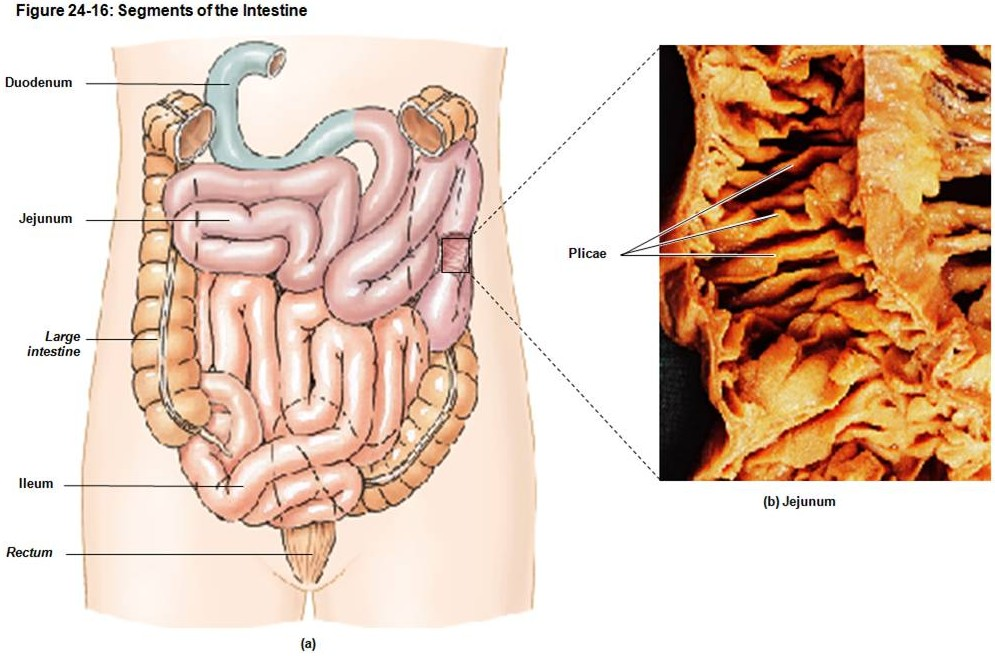 Figure 24-16: Segments of the Intestine
Duodenum
Jejunum
Large
intestine
Ileum
Rectum
(a)
Plicae
(b) Jejunum